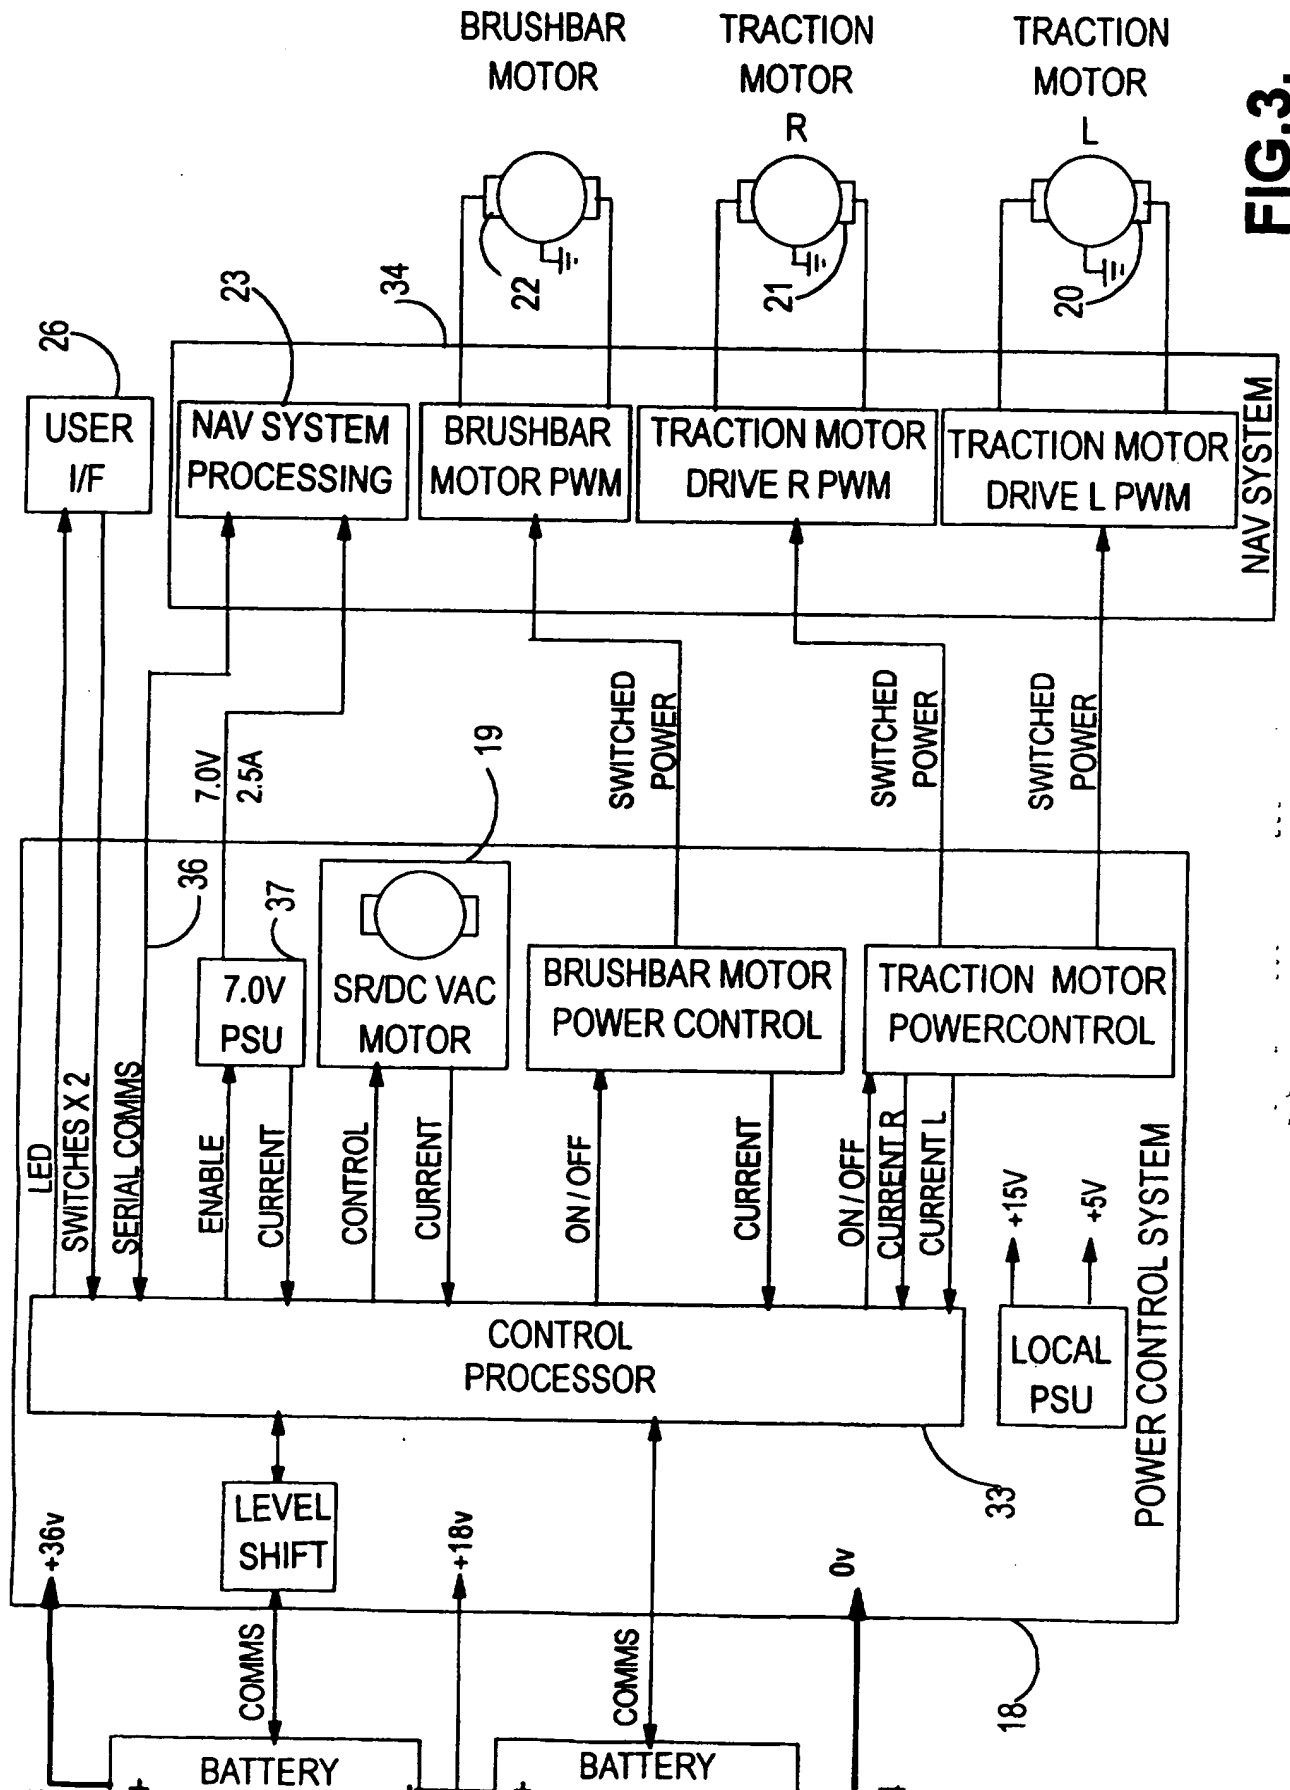 BRUSHBAR
MOTOR
TRACTION
MOTOR
R
TRACTION
MOTOR
L
FIG.3.
22
21
20
34
23
26
USER
I/F
NAV SYSTEM
PROCESSING
BRUSHBAR
MOTOR PWM
TRACTION MOTOR
DRIVE R PWM
TRACTION MOTOR
DRIVE L PWM
NAV SYSTEM
7.0V
2.5A
19
SWITCHED
POWER
SWITCHED
POWER
SWITCHED
POWER
36
37
7.0V
PSU
SR/DC VAC
MOTOR
BRUSHBAR MOTOR
POWER CONTROL
TRACTION MOTOR
POWERCONTROL
LED
SWITCHES X 2
SERIAL COMMS
ENABLE
CURRENT
CONTROL
CURRENT
ON / OFF
CURRENT
ON / OFF
CURRENT R
CURRENT L
+15V
+5V
CONTROL
PROCESSOR
LOCAL
PSU
POWER CONTROL SYSTEM
33
LEVEL
SHIFT
+36v
+18v
0v
COMMS
COMMS
18
BATTERY
BATTERY
+
+